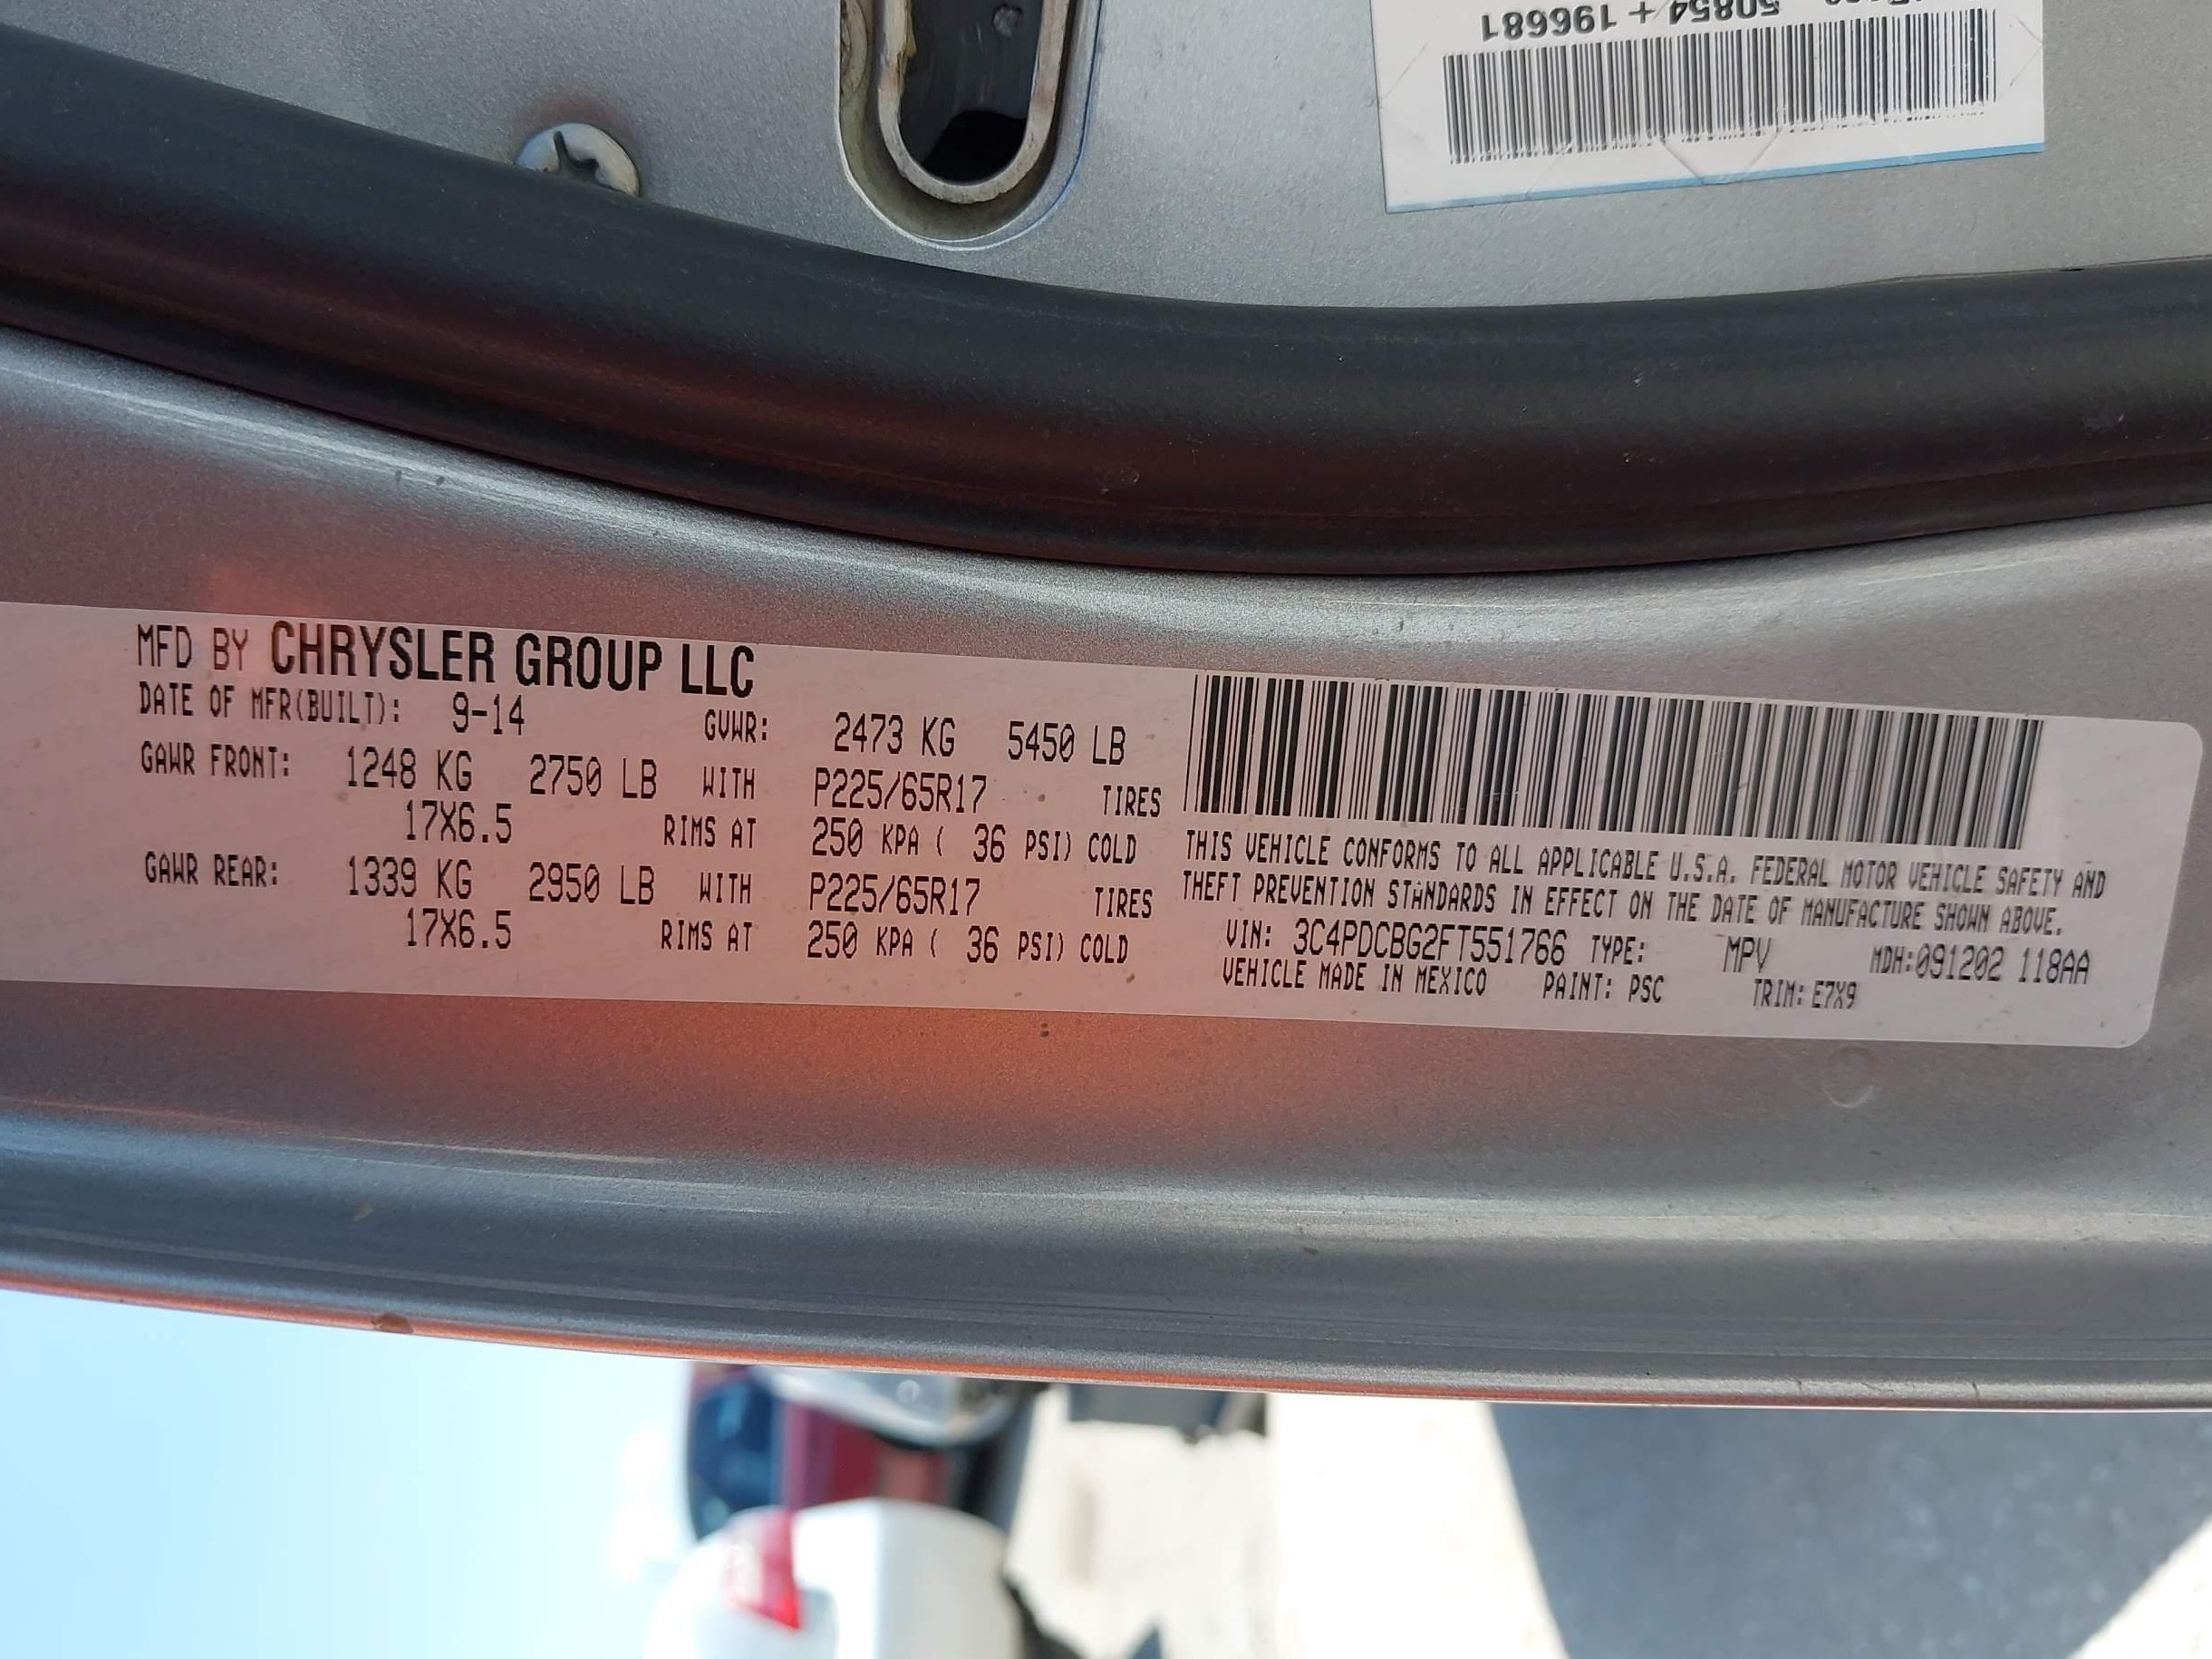 50854 + 196681
MFD BY CHRYSLER GROUP LLC
DATE OF MFR(BUILT): 9-14 GVWR: 2473 KG 5450 LB
GAWR FRONT: 1248 KG 2750 LB WITH P225/65R17 TIRES
17X6.5 RIMS AT 250 KPA ( 36 PSI) COLD
GAWR REAR: 1339 KG 2950 LB WITH P225/65R17 TIRES
17X6.5 RIMS AT 250 KPA ( 36 PSI) COLD
THIS VEHICLE CONFORMS TO ALL APPLICABLE U.S.A. FEDERAL MOTOR VEHICLE SAFETY AND
THEFT PREVENTION STANDARDS IN EFFECT ON THE DATE OF MANUFACTURE SHOWN ABOVE.
VIN: 3C4PDCBG2FT551766 TYPE: MPV MDH:091202 118AA
VEHICLE MADE IN MEXICO PAINT: PSC TRIM: E7X9